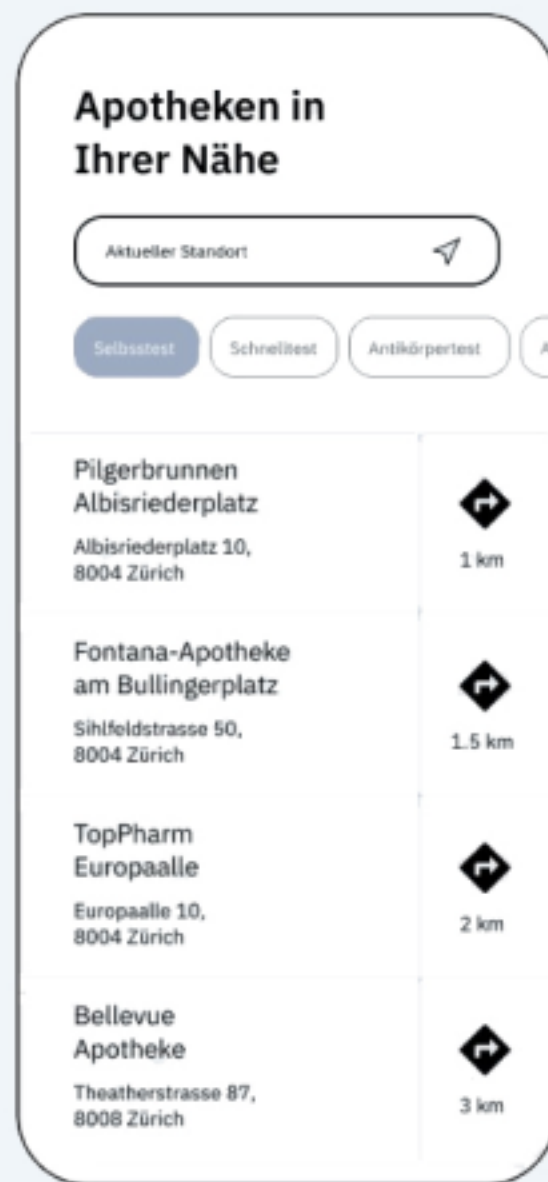 Apotheken in
Ihrer Nähe
Aktueller Standort
Selbsstest Schnelltest Antikörpertest A
Pilgerbrunnen
Albisriederplatz
Albisriederplatz 10,
8004 Zürich
1 km
Fontana-Apotheke
am Bullingerplatz
Sihlfeldstrasse 50,
8004 Zürich
1.5 km
TopPharm
Europaalle
Europaalle 10,
8004 Zürich
2 km
Bellevue
Apotheke
Theatherstrasse 87,
8008 Zürich
3 km